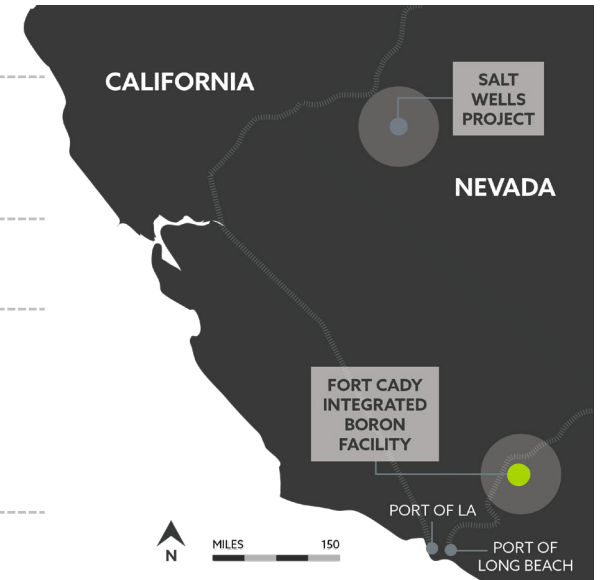 CALIFORNIA
SALT
WELLS
PROJECT
NEVADA
FORT CADY
INTEGRATED
BORON
FACILITY
PORT OF LA
PORT OF
LONG BEACH
N
MILES 150